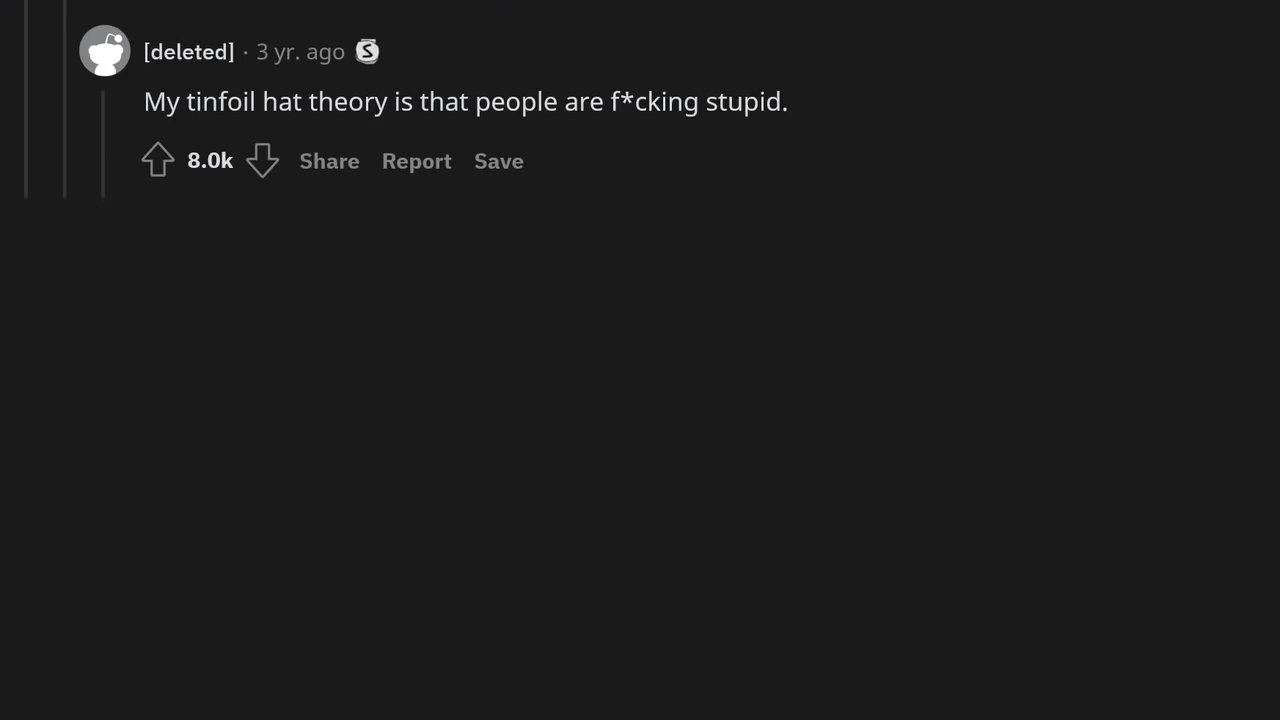 [deleted] · 3 yr. ago S
My tinfoil hat theory is that people are f*cking stupid.
8.0k Share Report Save